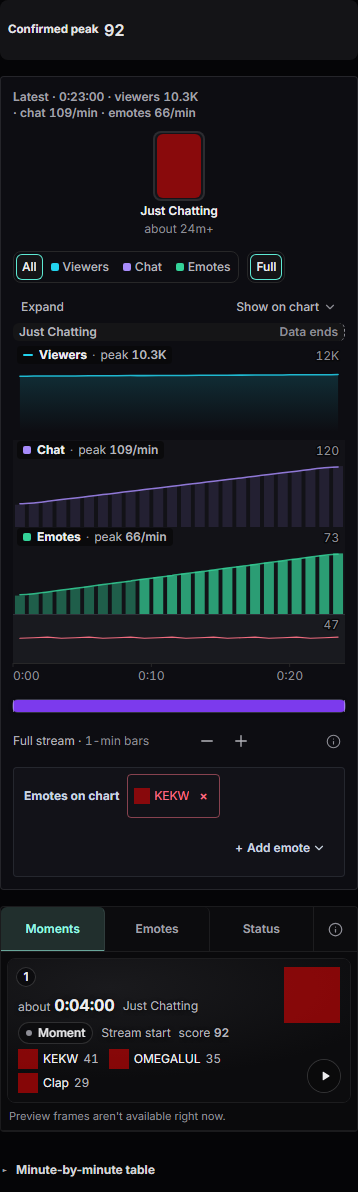 Confirmed peak 92
Latest · 0:23:00 · viewers 10.3K
· chat 109/min · emotes 66/min
Just Chatting
about 24m+
All Viewers Chat Emotes Full
Expand Show on chart
Just Chatting Data ends
Viewers · peak 10.3K 12K
Chat · peak 109/min 120
Emotes · peak 66/min 73
47
0:00 0:10 0:20
Full stream · 1-min bars
Emotes on chart KEKW ×
+ Add emote
Moments Emotes Status
1
about 0:04:00 Just Chatting
Moment Stream start score 92
KEKW 41 OMEGALUL 35
Clap 29
Preview frames aren't available right now.
Minute-by-minute table